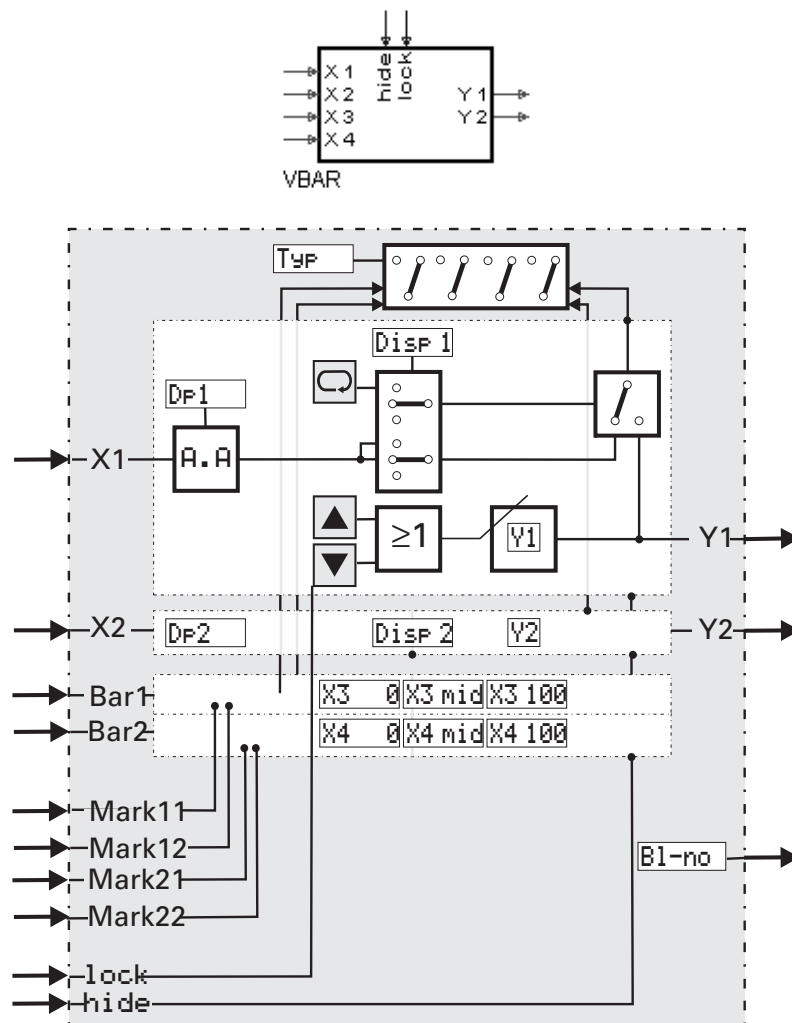 hide lock
X1
X2
X3
X4
Y1
Y2
VBAR
Typ
Disp 1
Dp1
X1
A.A
≥1
Y1
Y1
X2
Dp2
Disp 2
Y2
Y2
Bar1
X3 0
X3 mid
X3 100
Bar2
X4 0
X4 mid
X4 100
Mark11
Mark12
Mark21
Mark22
Bl-no
lock
hide